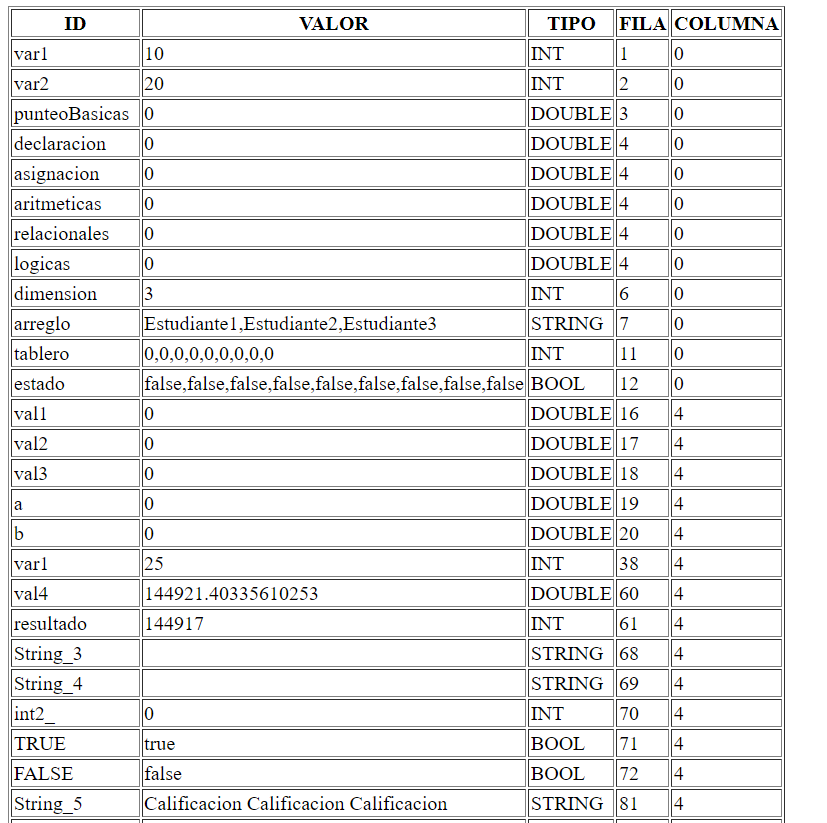 ID VALOR TIPO FILA COLUMNA
var1 10 INT 1 0
var2 20 INT 2 0
punteoBasicas 0 DOUBLE 3 0
declaracion 0 DOUBLE 4 0
asignacion 0 DOUBLE 4 0
aritmeticas 0 DOUBLE 4 0
relacionales 0 DOUBLE 4 0
logicas 0 DOUBLE 4 0
dimension 3 INT 6 0
arreglo Estudiante1,Estudiante2,Estudiante3 STRING 7 0
tablero 0,0,0,0,0,0,0,0,0 INT 11 0
estado false,false,false,false,false,false,false,false,false BOOL 12 0
val1 0 DOUBLE 16 4
val2 0 DOUBLE 17 4
val3 0 DOUBLE 18 4
a 0 DOUBLE 19 4
b 0 DOUBLE 20 4
var1 25 INT 38 4
val4 144921.40335610253 DOUBLE 60 4
resultado 144917 INT 61 4
String_3 STRING 68 4
String_4 STRING 69 4
int2_ 0 INT 70 4
TRUE true BOOL 71 4
FALSE false BOOL 72 4
String_5 Calificacion Calificacion Calificacion STRING 81 4